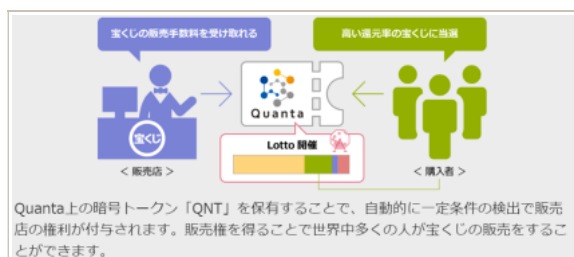 宝くじの販売手数料を受け取れる
高い還元率の宝くじに当選
Quanta
宝くじ
Lotto 開催
< 販売店 >
< 購入者 >
Quanta上の暗号トークン「QNT」を保有することで、自動的に一定条件の検出で販売
店の権利が付与されます。販売権を得ることで世界中多くの人が宝くじの販売をするこ
とができます。